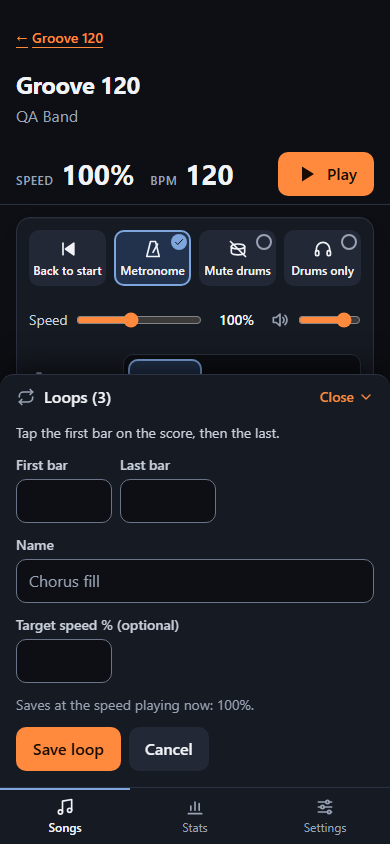 ← Groove 120
Groove 120
QA Band
SPEED 100% BPM 120 Play
Back to start Metronome Mute drums Drums only
Speed 100%
Loops (3) Close
Tap the first bar on the score, then the last.
First bar Last bar
Name
Chorus fill
Target speed % (optional)
Saves at the speed playing now: 100%.
Save loop Cancel
Songs Stats Settings